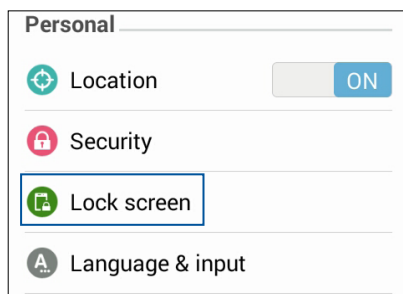 Personal
Location ON
Security
Lock screen
A Language & input